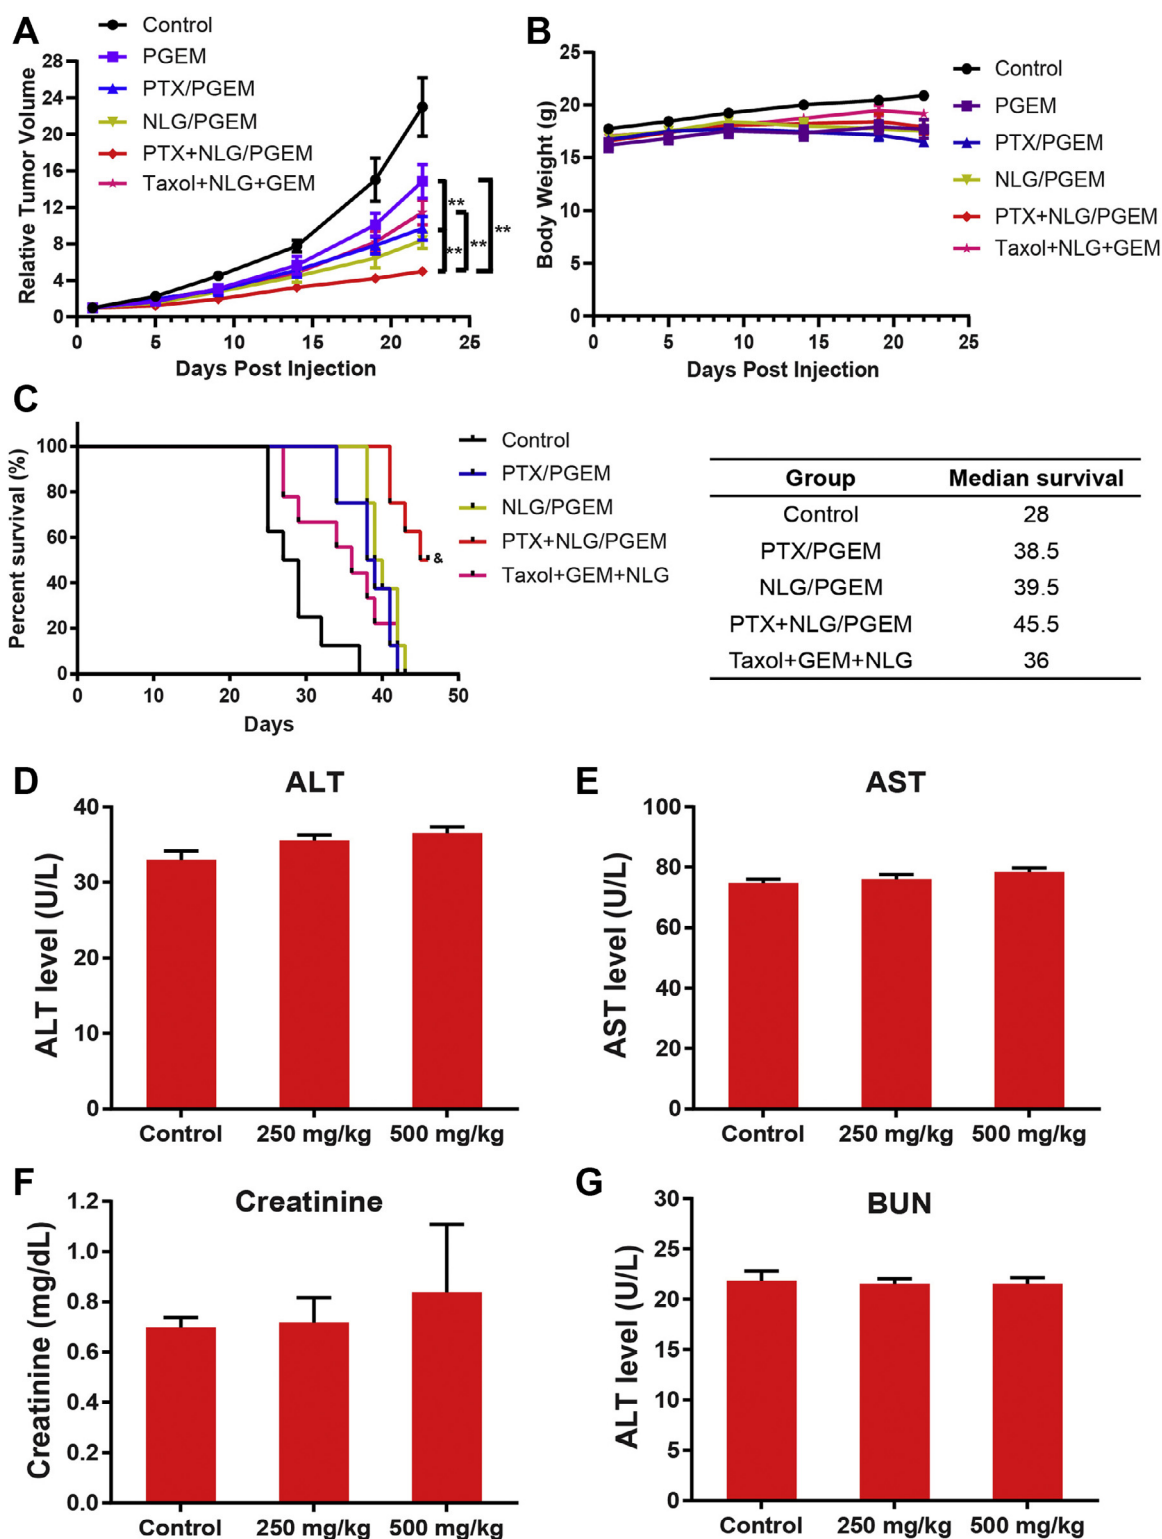 A
Control
PGEM
PTX/PGEM
NLG/PGEM
PTX+NLG/PGEM
Taxol+NLG+GEM
Relative Tumor Volume
28
24
20
16
12
8
4
0
**
**
**
**
0 5 10 15 20 25
Days Post Injection
B
Body Weight (g)
25
20
15
10
5
0
0 5 10 15 20 25
Days Post Injection
Control
PGEM
PTX/PGEM
NLG/PGEM
PTX+NLG/PGEM
Taxol+NLG+GEM
C
Percent survival (%)
100
80
60
40
20
0
&
0 10 20 30 40 50
Days
Control
PTX/PGEM
NLG/PGEM
PTX+NLG/PGEM
Taxol+GEM+NLG
Group Median survival
Control 28
PTX/PGEM 38.5
NLG/PGEM 39.5
PTX+NLG/PGEM 45.5
Taxol+GEM+NLG 36
D
ALT
ALT level (U/L)
40
30
20
10
0
Control 250 mg/kg 500 mg/kg
E
AST
AST level (U/L)
100
80
60
40
20
0
Control 250 mg/kg 500 mg/kg
F
Creatinine
Creatinine (mg/dL)
1.2
1.0
0.8
0.6
0.4
0.2
0.0
Control 250 mg/kg 500 mg/kg
G
BUN
ALT level (U/L)
30
25
20
15
10
5
0
Control 250 mg/kg 500 mg/kg